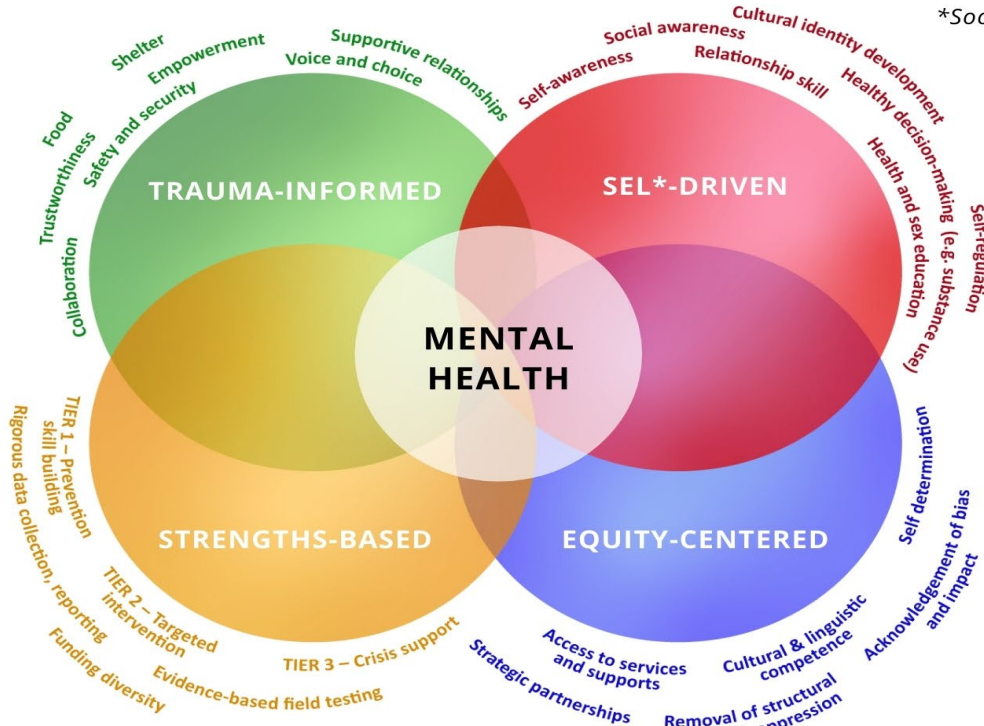 *Soc
Shelter
Empowerment
Supportive relationships
Voice and choice
Food
Trustworthiness
Safety and security
Collaboration
Self-awareness
Social awareness
Relationship skill
Cultural identity development
Healthy decision-making (e.g. substance use)
Health and sex education
Self-regulation
TRAUMA-INFORMED
SEL*-DRIVEN
MENTAL
HEALTH
STRENGTHS-BASED
EQUITY-CENTERED
TIER 1 – Prevention
skill building
Rigorous data collection, reporting
TIER 2 – Targeted
intervention
Funding diversity
Evidence-based field testing
TIER 3 – Crisis support
Self determination
Acknowledgement of bias
and impact
Cultural & linguistic
competence
Access to services
and supports
Strategic partnerships
Removal of structural
oppression